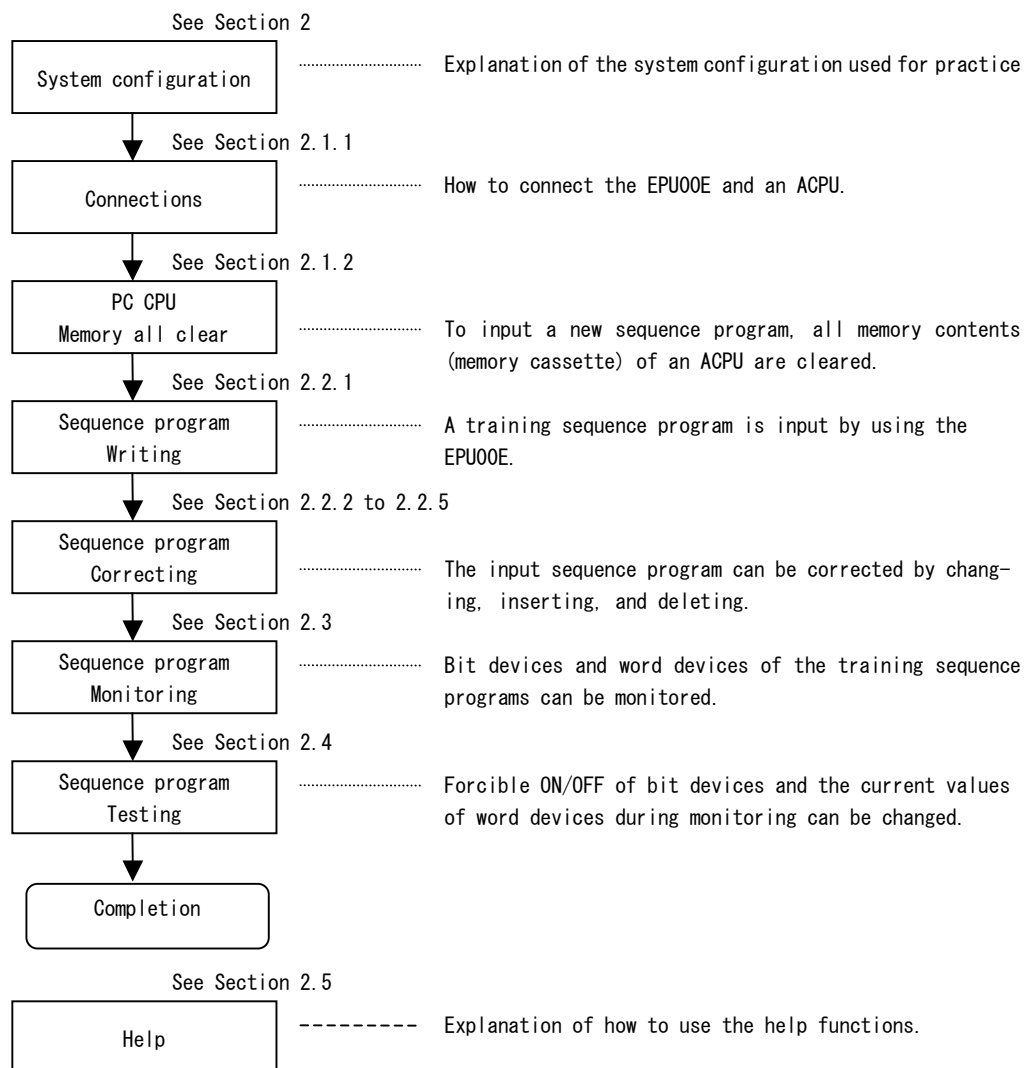 See Section 2
System configuration
Explanation of the system configuration used for practice
See Section 2.1.1
Connections
How to connect the EPU00E and an ACPU.
See Section 2.1.2
PC CPU
Memory all clear
To input a new sequence program, all memory contents
(memory cassette) of an ACPU are cleared.
See Section 2.2.1
Sequence program
Writing
A training sequence program is input by using the
EPU00E.
See Section 2.2.2 to 2.2.5
Sequence program
Correcting
The input sequence program can be corrected by chang-
ing, inserting, and deleting.
See Section 2.3
Sequence program
Monitoring
Bit devices and word devices of the training sequence
programs can be monitored.
See Section 2.4
Sequence program
Testing
Forcible ON/OFF of bit devices and the current values
of word devices during monitoring can be changed.
Completion
See Section 2.5
Help
Explanation of how to use the help functions.